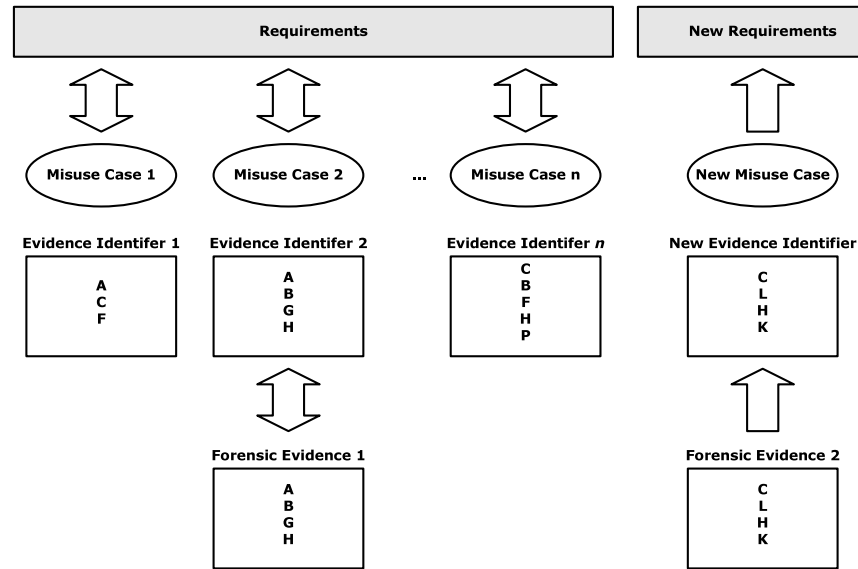 Requirements
New Requirements
Misuse Case 1
Misuse Case 2
...
Misuse Case n
New Misuse Case
Evidence Identifer 1
A
C
F
Evidence Identifer 2
A
B
G
H
Evidence Identifer n
C
B
F
H
P
New Evidence Identifier
C
L
H
K
Forensic Evidence 1
A
B
G
H
Forensic Evidence 2
C
L
H
K